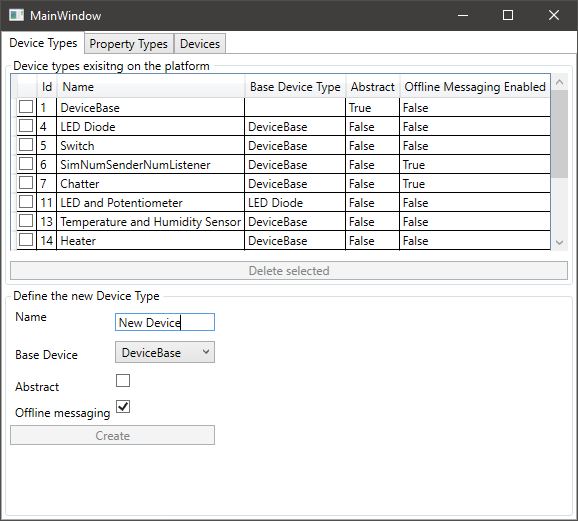 MainWindow
Device Types Property Types Devices
Device types exisitng on the platform
Id Name Base Device Type Abstract Offline Messaging Enabled
1 DeviceBase True False
4 LED Diode DeviceBase False False
5 Switch DeviceBase False False
6 SimNumSenderNumListener DeviceBase False True
7 Chatter DeviceBase False True
11 LED and Potentiometer LED Diode False False
13 Temperature and Humidity Sensor DeviceBase False False
14 Heater DeviceBase False False
Delete selected
Define the new Device Type
Name New Device
Base Device DeviceBase
Abstract
Offline messaging
Create